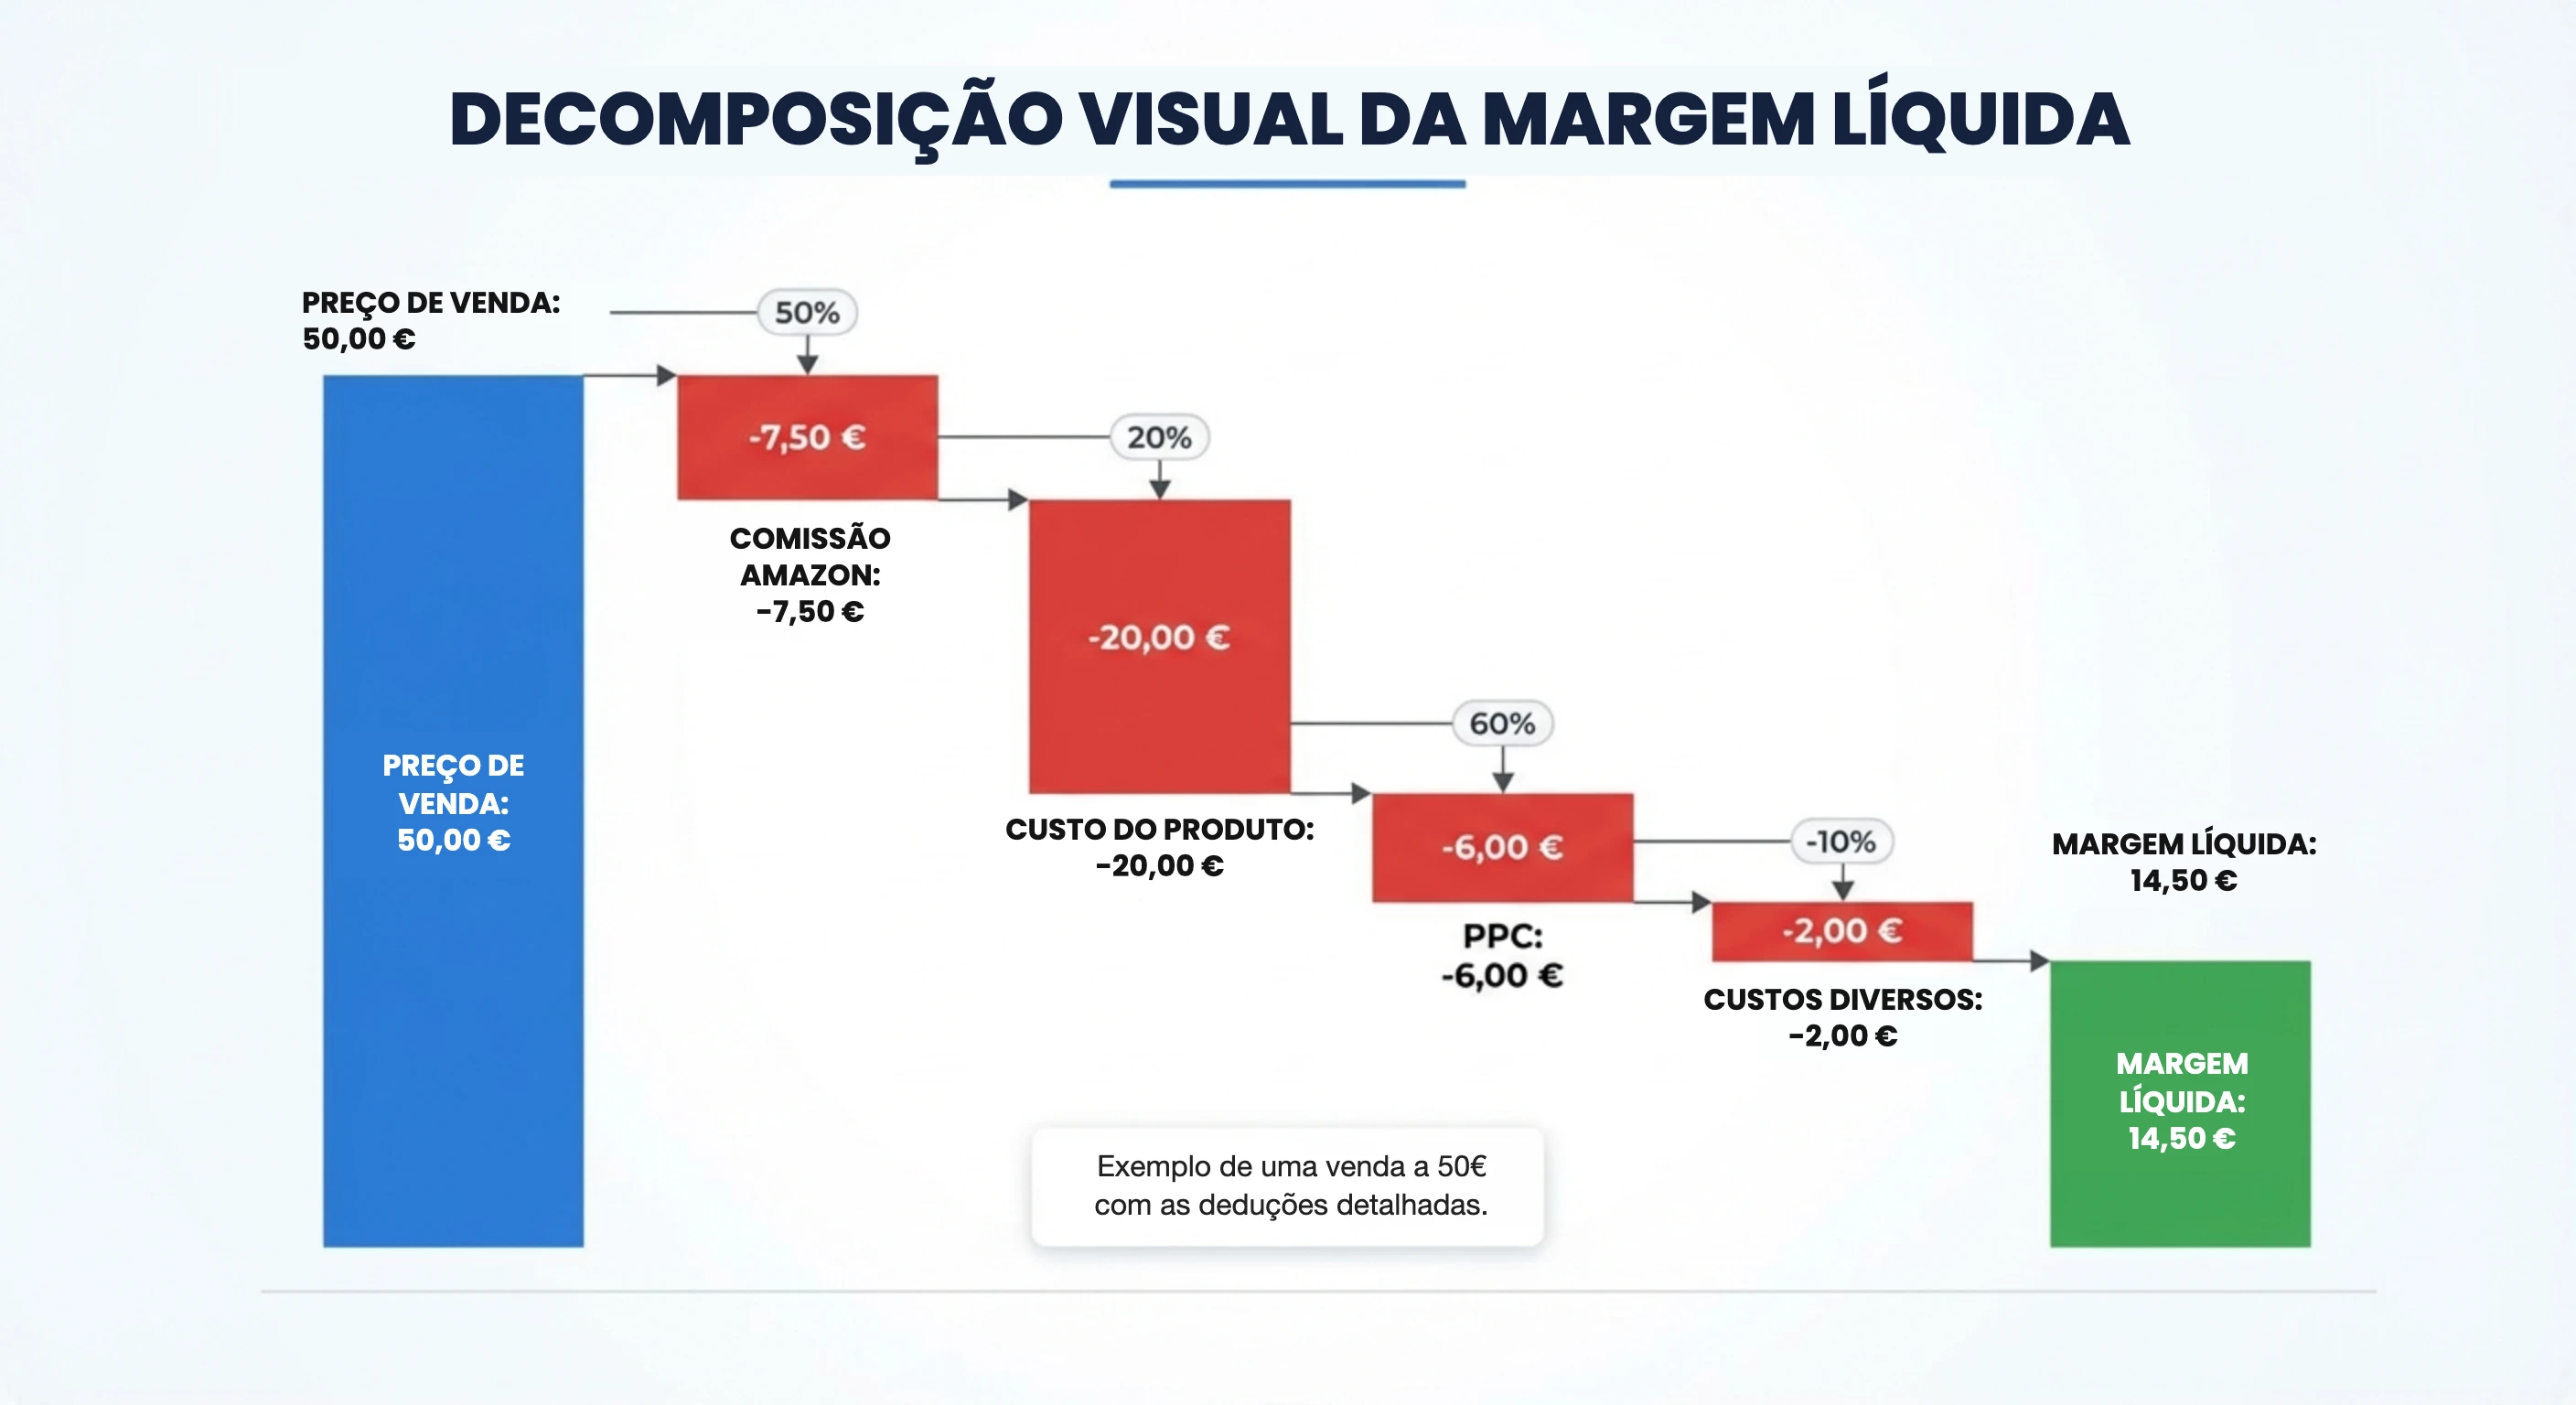 DECOMPOSIÇÃO VISUAL DA MARGEM LÍQUIDA
PREÇO DE VENDA:
50,00 €
50%
-7,50 €
20%
COMISSÃO
AMAZON:
-7,50 €
-20,00 €
60%
PREÇO DE
VENDA:
50,00 €
CUSTO DO PRODUTO:
-20,00 €
-6,00 €
-10%
MARGEM LÍQUIDA:
14,50 €
PPC:
-6,00 €
-2,00 €
CUSTOS DIVERSOS:
-2,00 €
MARGEM
LÍQUIDA:
14,50 €
Exemplo de uma venda a 50€
com as deduções detalhadas.